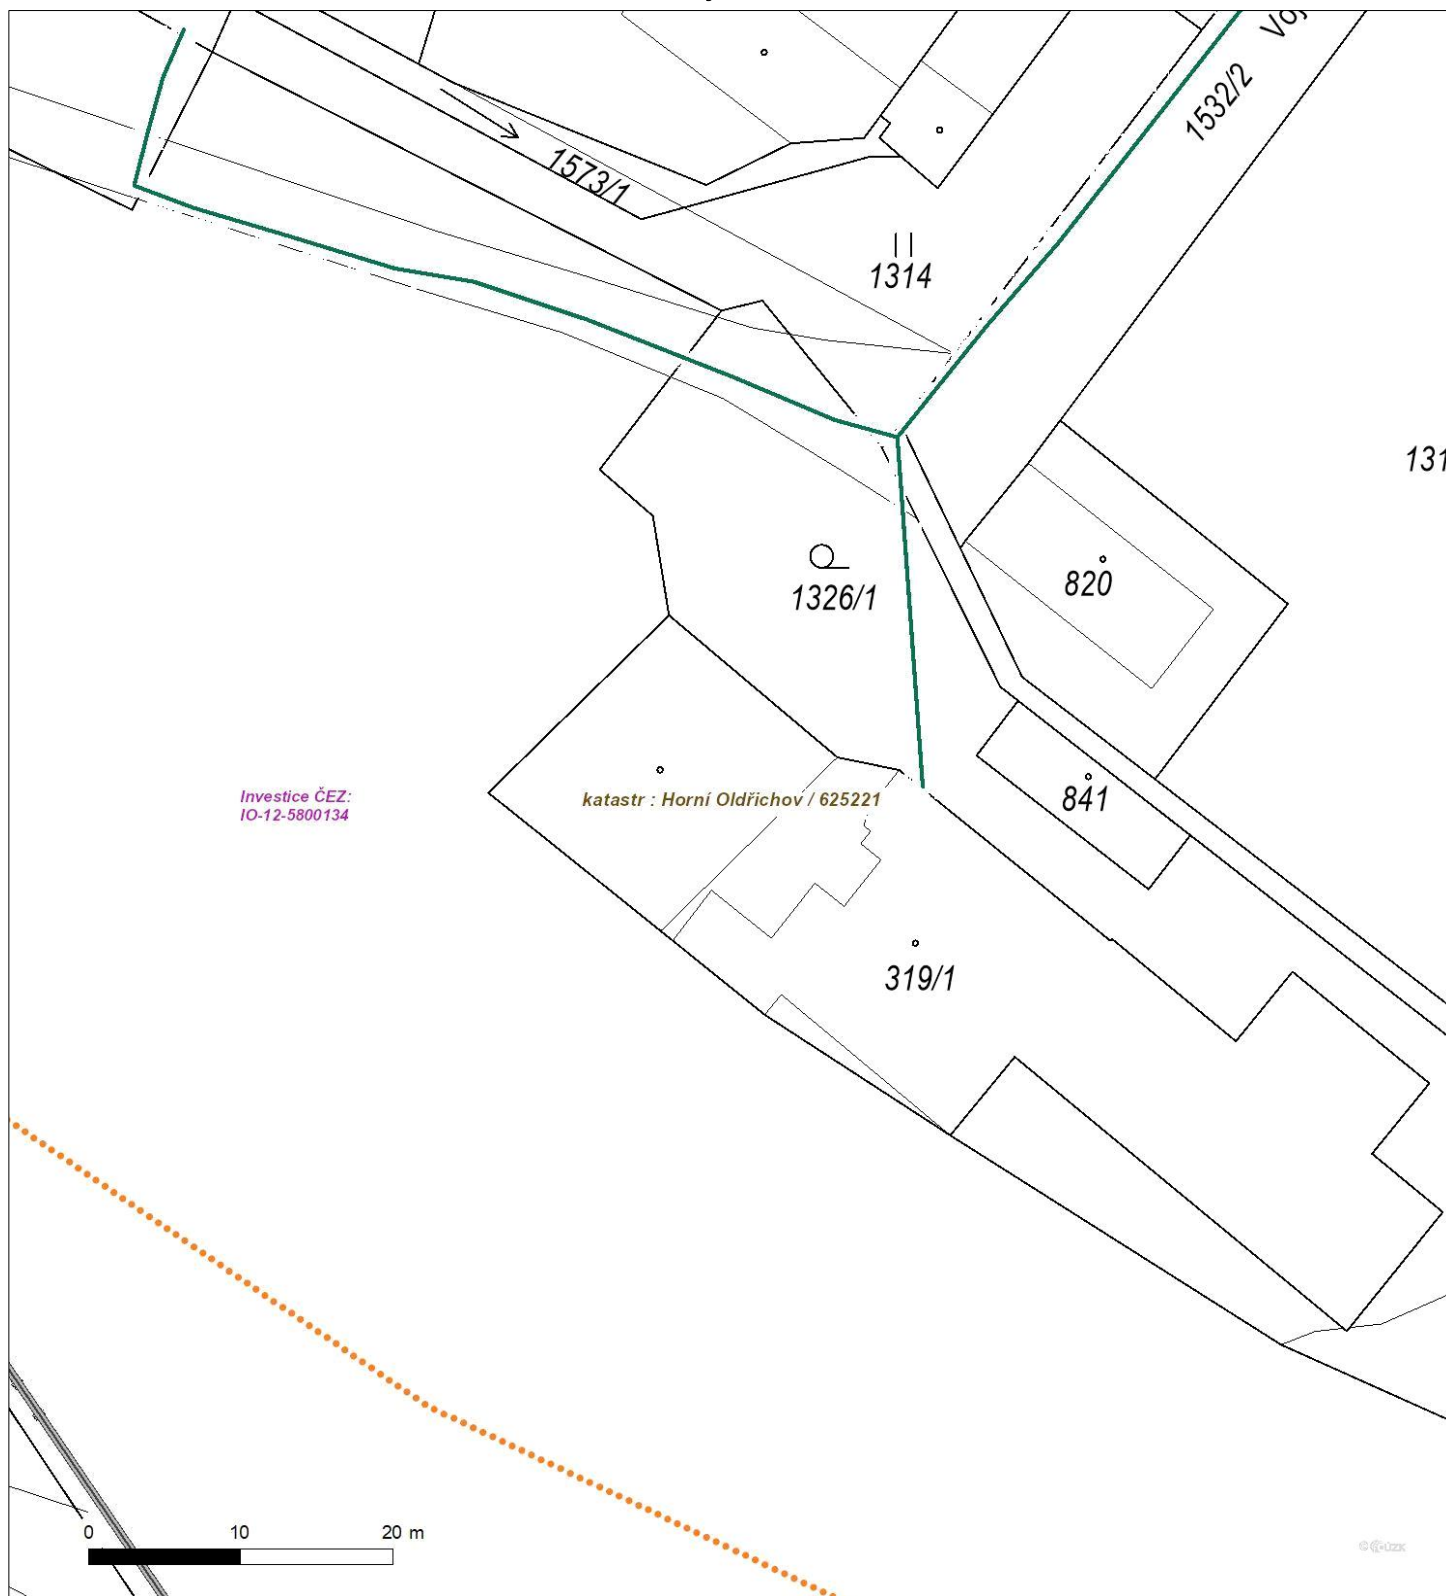 1532/2
1573/1
1314
820
1326/1
Investice ČEZ:
IO-12-5800134
katastr : Horní Oldřichov / 625221
841
319/1
0 10 20 m